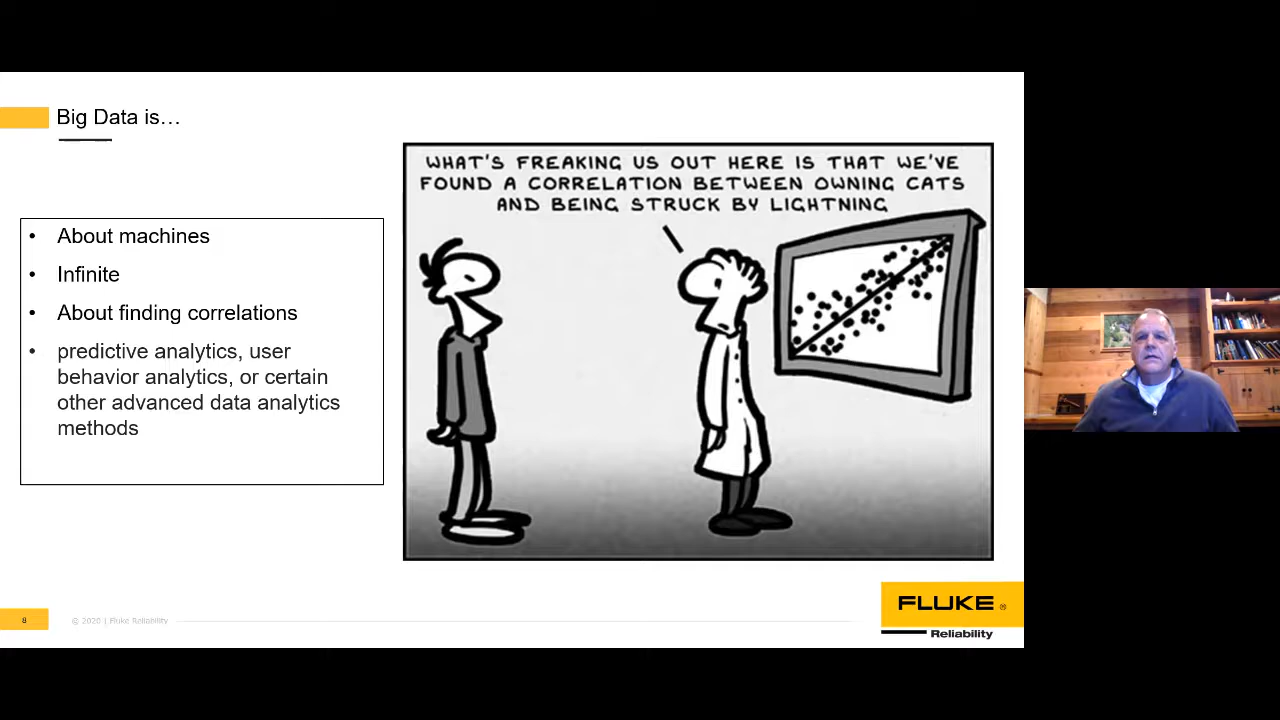 Big Data is…
• About machines
• Infinite
• About finding correlations
• predictive analytics, user
behavior analytics, or certain
other advanced data analytics
methods
WHAT'S FREAKING US OUT HERE IS THAT WE'VE
FOUND A CORRELATION BETWEEN OWNING CATS
AND BEING STRUCK BY LIGHTNING
8
© 2020 | Fluke Reliability
FLUKE®
Reliability